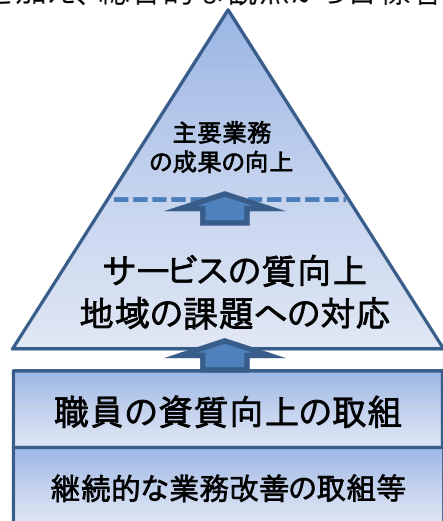 主要業務
の成果の向上
サービスの質向上
地域の課題への対応
職員の資質向上の取組
継続的な業務改善の取組等